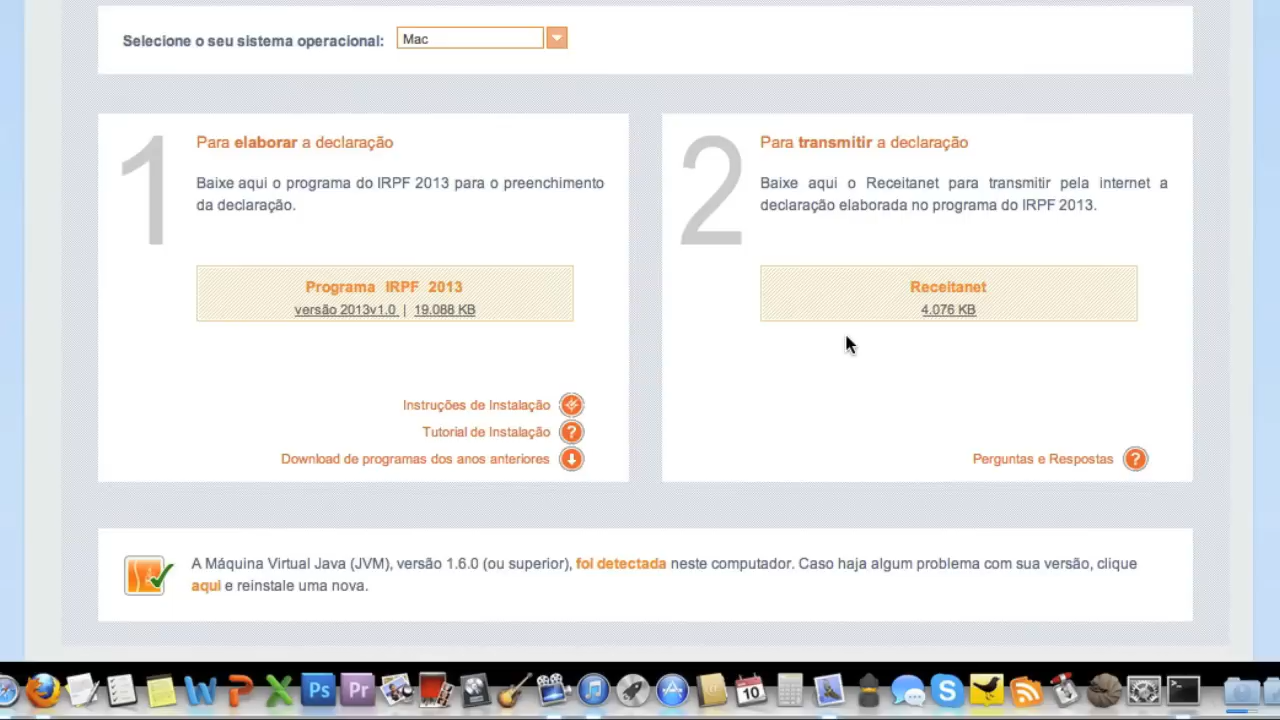 Selecione o seu sistema operacional: Mac
1
Para elaborar a declaração
Baixe aqui o programa do IRPF 2013 para o preenchimento
da declaração.
Programa IRPF 2013
versão 2013v1.0 | 19.088 KB
Instruções de Instalação
Tutorial de Instalação ?
Download de programas dos anos anteriores
2
Para transmitir a declaração
Baixe aqui o Receitanet para transmitir pela internet a
declaração elaborada no programa do IRPF 2013.
Receitanet
4.076 KB
Perguntas e Respostas ?
A Máquina Virtual Java (JVM), versão 1.6.0 (ou superior), foi detectada neste computador. Caso haja algum problema com sua versão, clique
aqui e reinstale uma nova.
Ps Pr 10